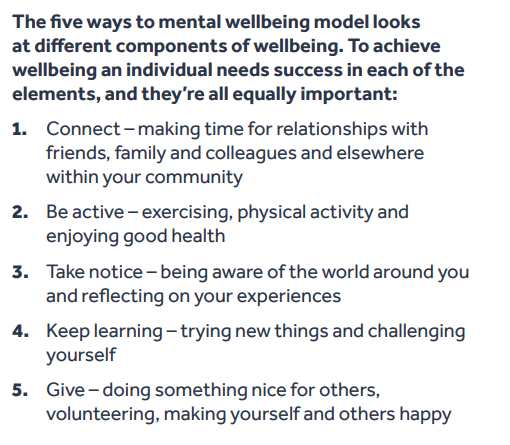 The five ways to mental wellbeing model looks
at different components of wellbeing. To achieve
wellbeing an individual needs success in each of the
elements, and they're all equally important:
1. Connect – making time for relationships with
friends, family and colleagues and elsewhere
within your community
2. Be active – exercising, physical activity and
enjoying good health
3. Take notice – being aware of the world around you
and reflecting on your experiences
4. Keep learning – trying new things and challenging
yourself
5. Give – doing something nice for others,
volunteering, making yourself and others happy